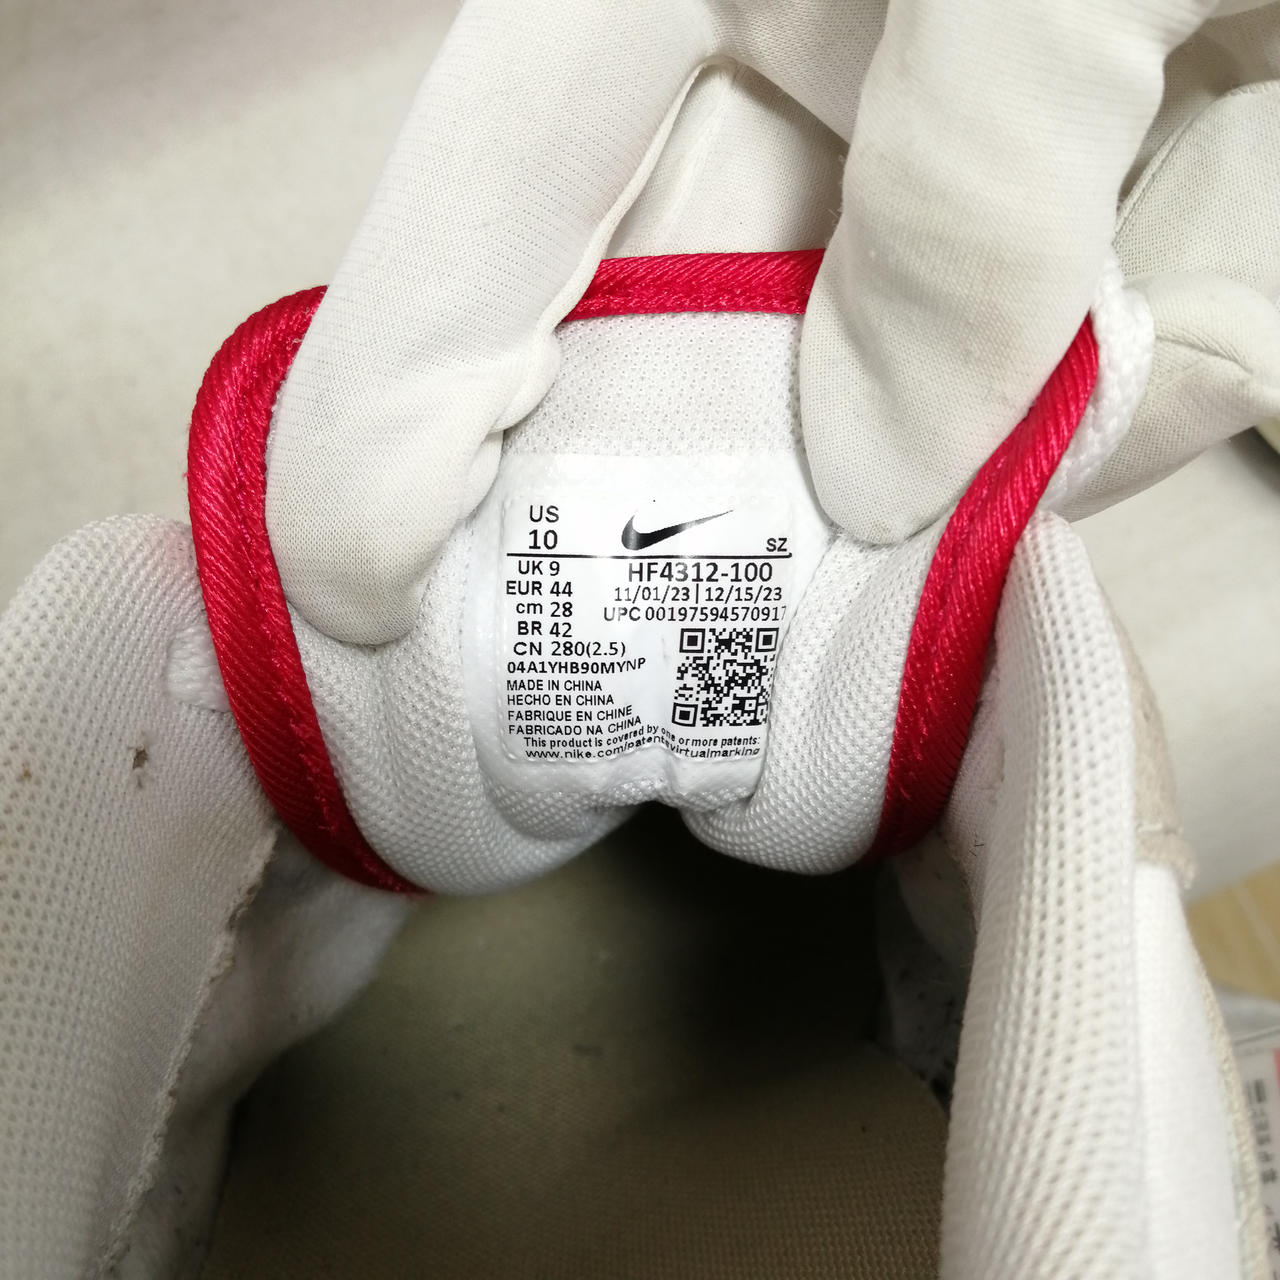 US
10
SZ
UK 9
EUR 44
cm 28
BR 42
CN 280(2.5)
HF4312-100
11/01/23 | 12/15/23
UPC 00197594570917
04A1YHB90MYNP
MADE IN CHINA
HECHO EN CHINA
FABRIQUE EN CHINE
FABRICADO NA CHINA
This product is covered by one or more patents:
www.nike.com/patentsvirtualmarking